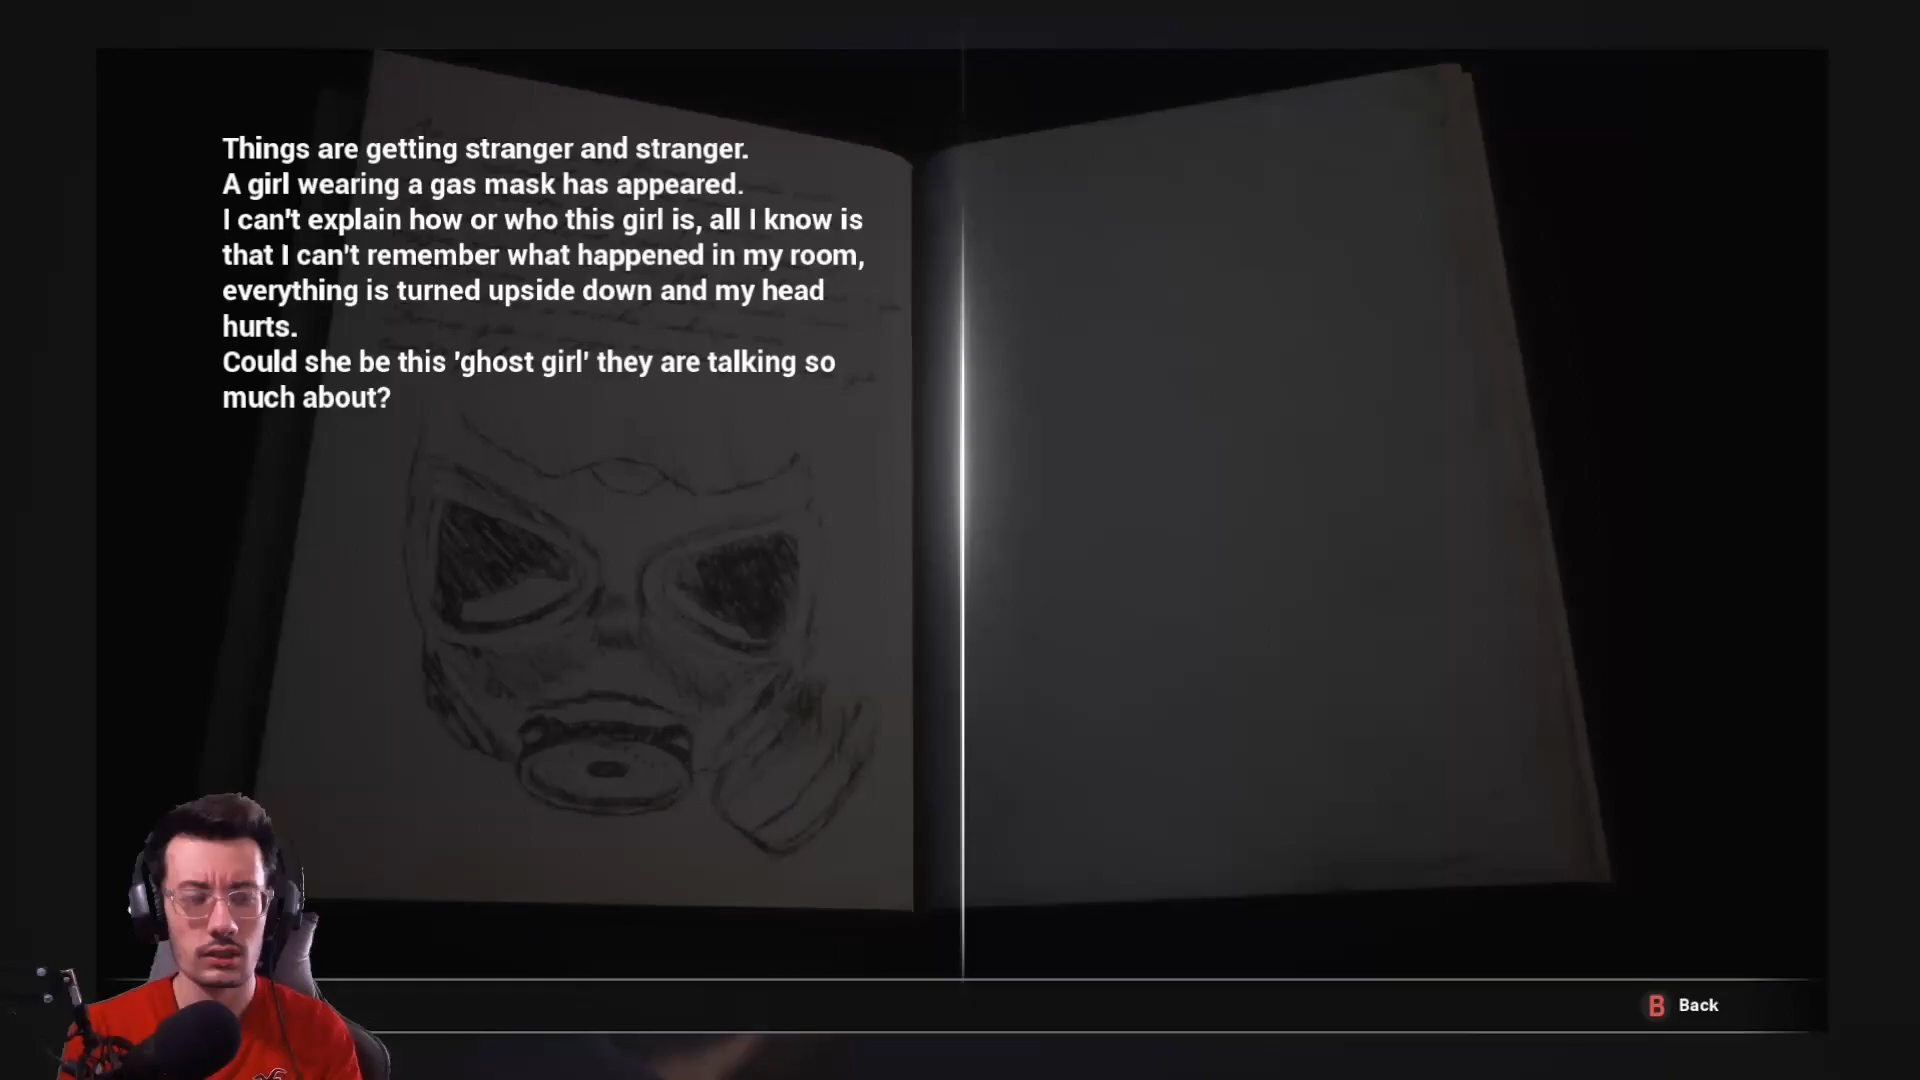 Things are getting stranger and stranger.
A girl wearing a gas mask has appeared.
I can't explain how or who this girl is, all I know is
that I can't remember what happened in my room,
everything is turned upside down and my head
hurts.
Could she be this 'ghost girl' they are talking so
much about?
B Back